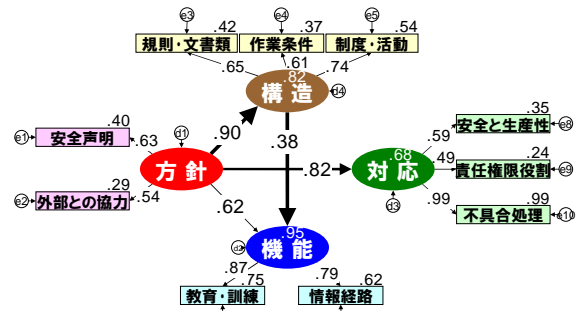 e3 e4 e5
.42 .37 .54
規則・文書類 作業条件 制度・活動
.65 .61 .74
.82
構造
d4
.40
e1 安全声明 .63
d1
.90
.38
.35
.59 安全と生産性 e8
方針
.82
.68
対応
.49 .24
責任権限役割 e9
.29
e2 外部との協力 .54
.62
d3
.99 .99
不具合処理 e10
d2
.95
機能
.87 .75
.79 .62
教育・訓練 情報経路